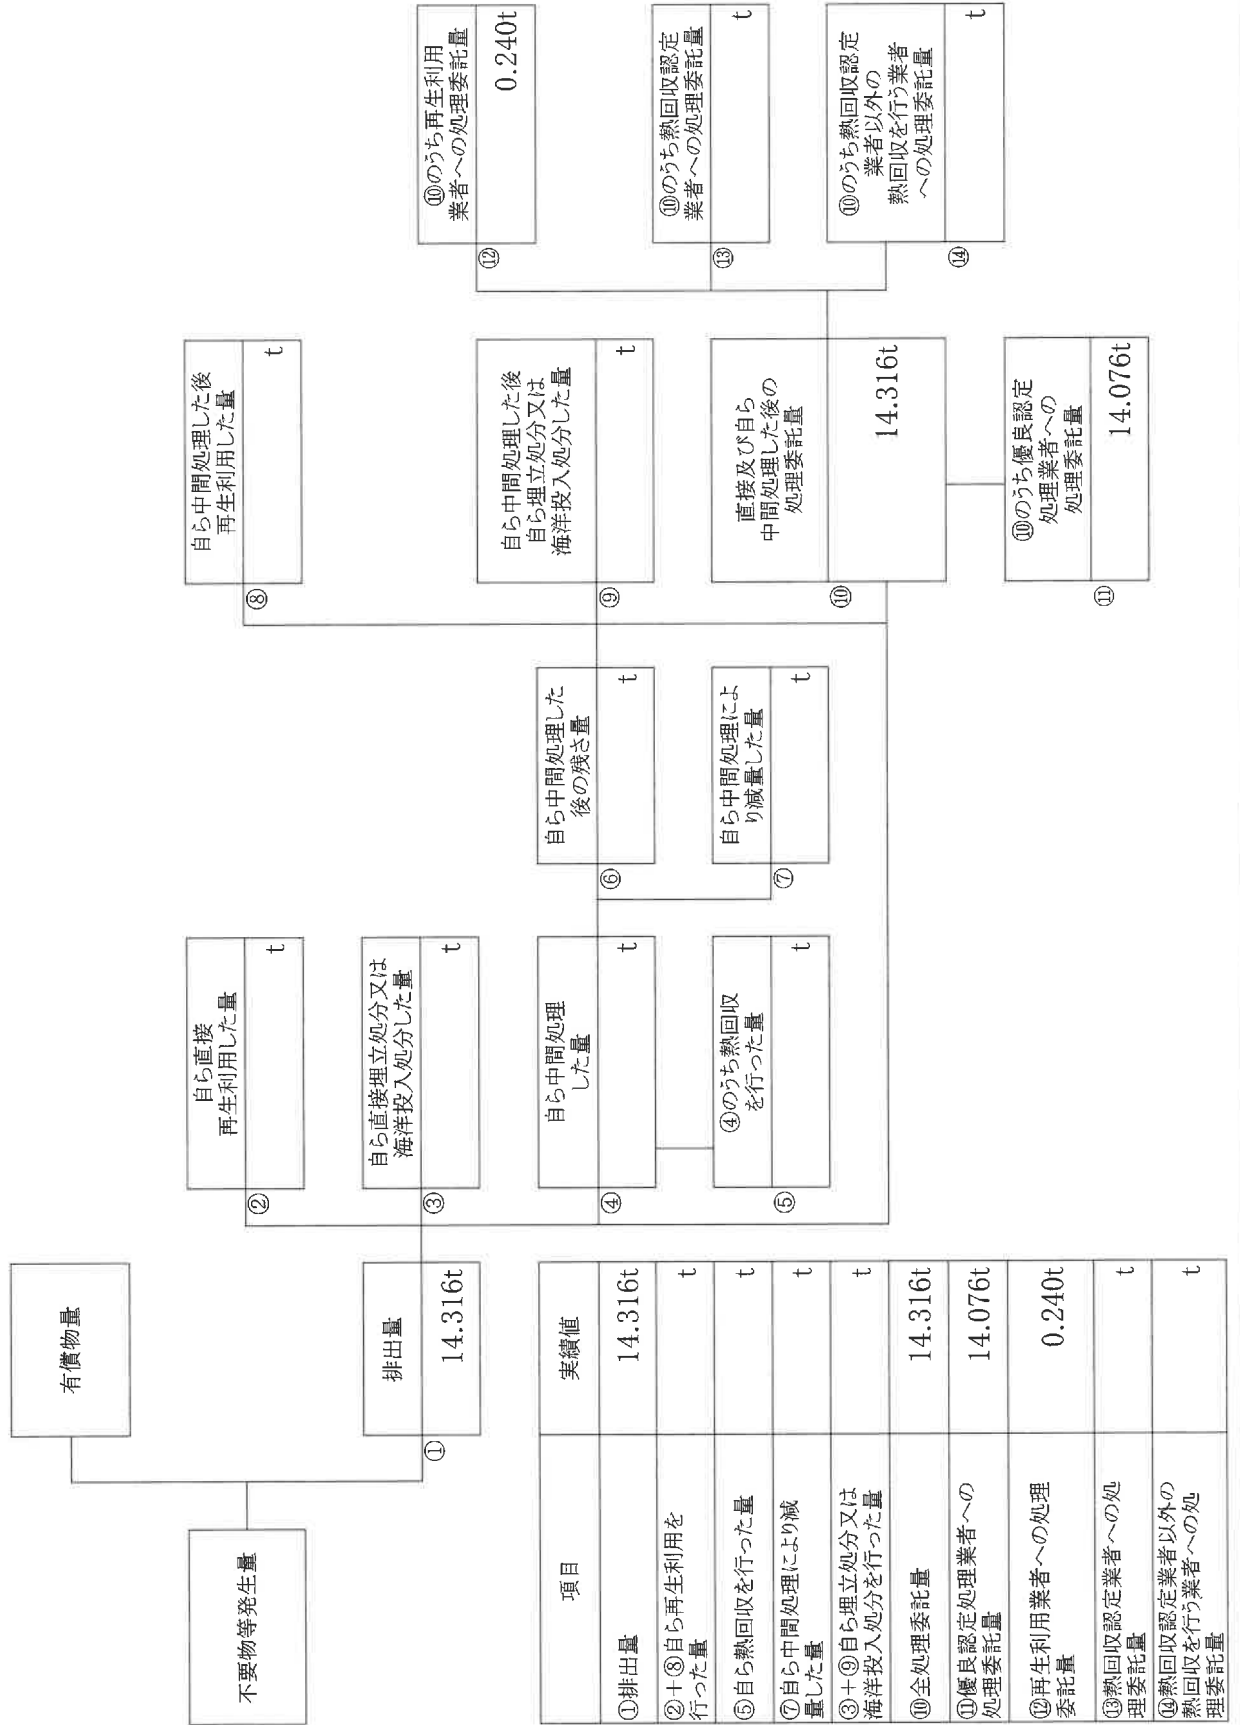 不要物等発生量
有償物量
①
排出量
14.316t
②
自ら直接
再生利用した量
t
③
自ら直接埋立処分又は
海洋投入処分した量
t
④
自ら中間処理
した量
t
⑤
④のうち熱回収
を行った量
t
⑥
自ら中間処理した
後の残さ量
t
⑦
自ら中間処理によ
り減量した量
t
⑧
自ら中間処理した後
再生利用した量
t
⑨
自ら中間処理した後
自ら埋立処分又は
海洋投入処分した量
t
⑩
直接及び自ら
中間処理した後の
処理委託量
14.316t
⑪
⑩のうち優良認定
処理業者への
処理委託量
14.076t
⑫
⑩のうち再生利用
業者への処理委託量
0.240t
⑬
⑩のうち熱回収認定
業者への処理委託量
t
⑭
⑩のうち熱回収認定
業者以外の
熱回収を行う業者
への処理委託量
t
項目 実績値
①排出量 14.316t
②+⑧自ら再生利用を
行った量 t
⑤自ら熱回収を行った量 t
⑦自ら中間処理により減
量した量 t
③+⑨自ら埋立処分又は
海洋投入処分を行った量 t
⑩全処理委託量 14.316t
⑪優良認定処理業者への
処理委託量 14.076t
⑫再生利用業者への処理
委託量 0.240t
⑬熱回収認定業者への処
理委託量 t
⑭熱回収認定業者以外の
熱回収を行う業者への処
理委託量 t